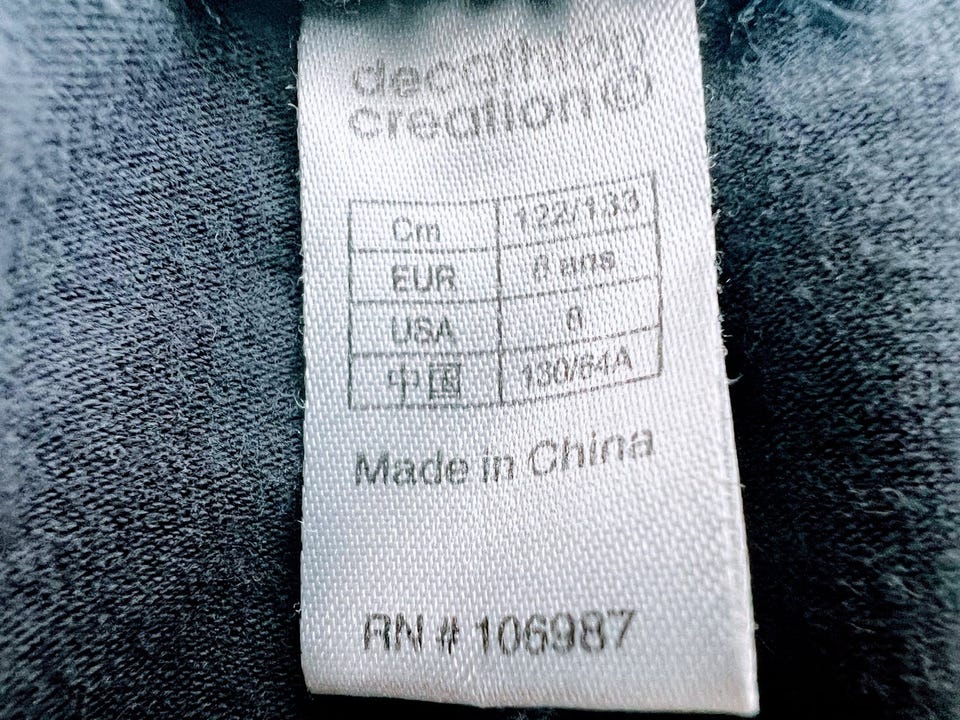 decathlon
creation®
Cm 122/133
EUR 8 ans
USA 8
中国 130/64A
Made in China
RN # 106987